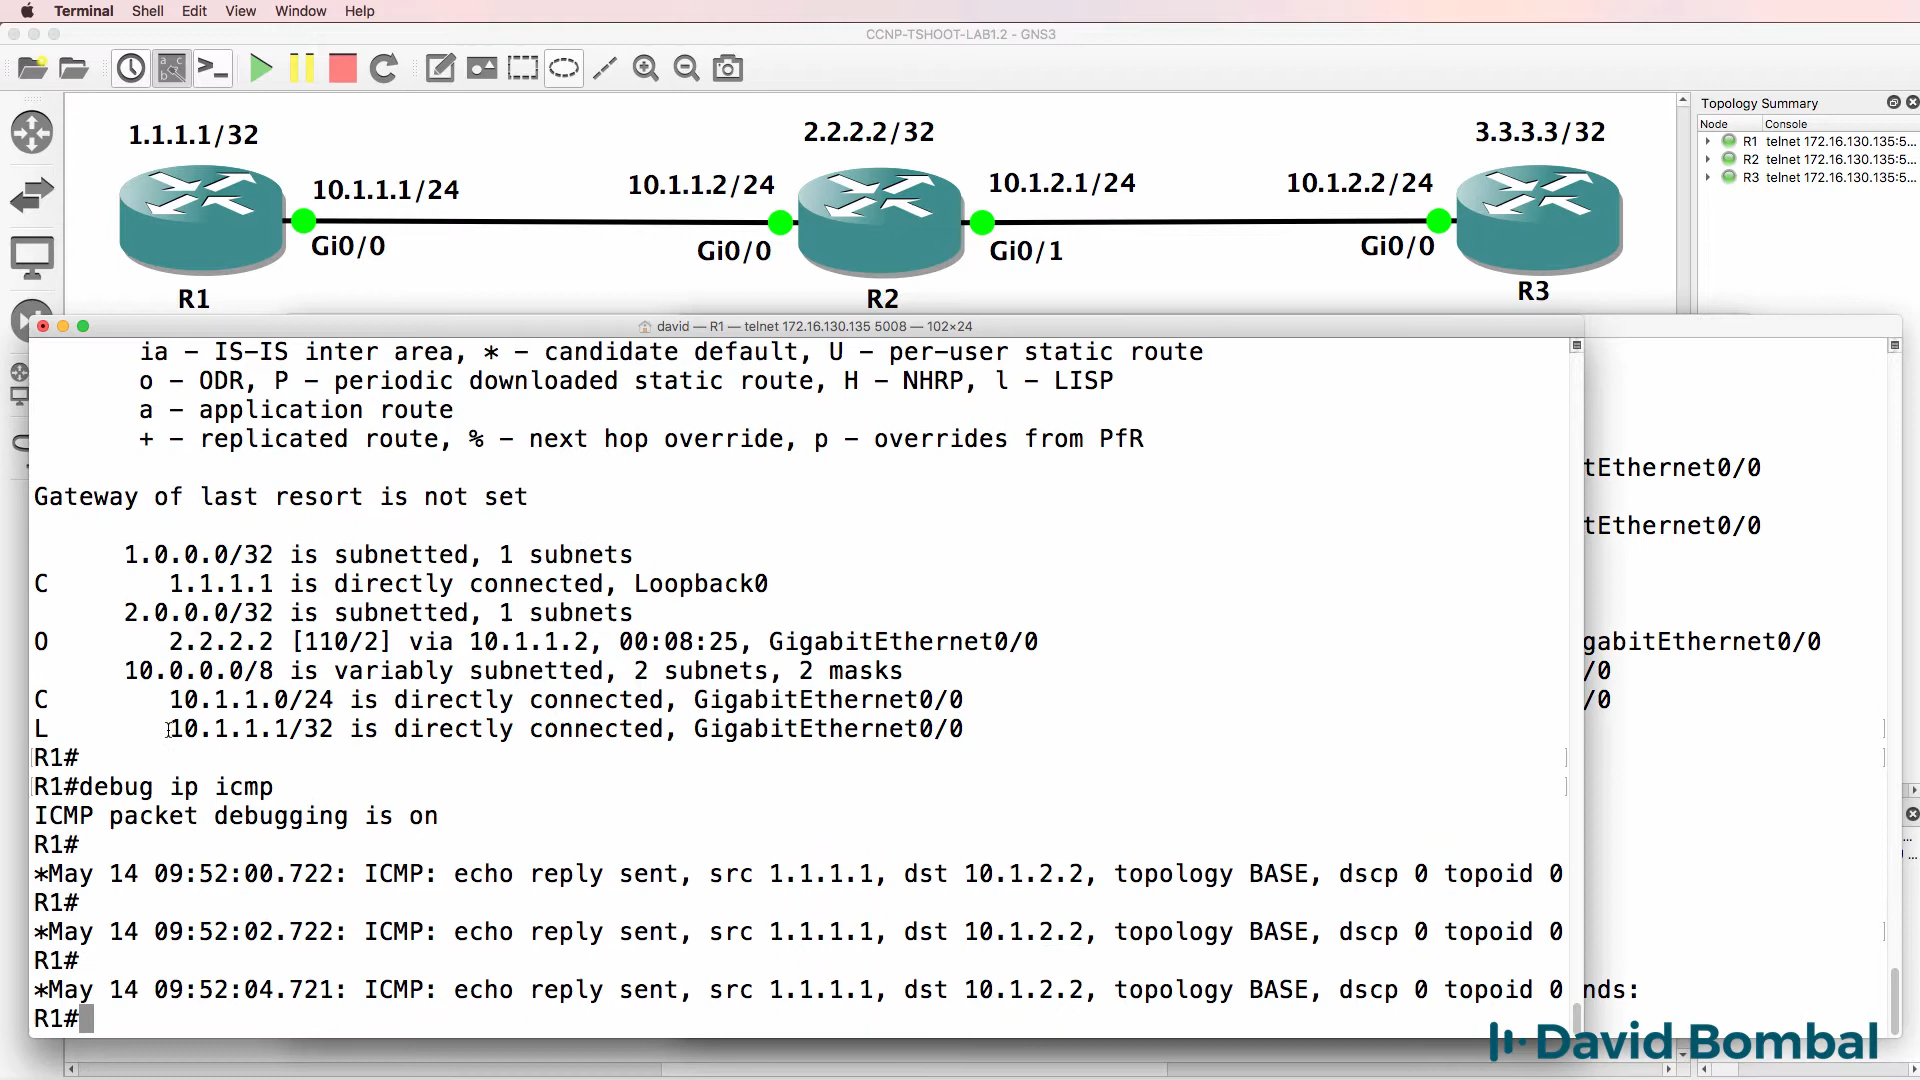 Terminal Shell Edit View Window Help
CCNP-TSHOOT-LAB1.2 - GNS3
Topology Summary
Node Console
R1 telnet 172.16.130.135:5...
R2 telnet 172.16.130.135:5...
R3 telnet 172.16.130.135:5...
1.1.1.1/32
2.2.2.2/32
3.3.3.3/32
10.1.1.1/24
10.1.1.2/24
10.1.2.1/24
10.1.2.2/24
Gi0/0
Gi0/0
Gi0/1
Gi0/0
R1
R2
R3
david — R1 — telnet 172.16.130.135 5008 — 102×24
ia - IS-IS inter area, * - candidate default, U - per-user static route
o - ODR, P - periodic downloaded static route, H - NHRP, l - LISP
a - application route
+ - replicated route, % - next hop override, p - overrides from PfR
Gateway of last resort is not set
1.0.0.0/32 is subnetted, 1 subnets
C 1.1.1.1 is directly connected, Loopback0
2.0.0.0/32 is subnetted, 1 subnets
O 2.2.2.2 [110/2] via 10.1.1.2, 00:08:25, GigabitEthernet0/0
10.0.0.0/8 is variably subnetted, 2 subnets, 2 masks
C 10.1.1.0/24 is directly connected, GigabitEthernet0/0
L 10.1.1.1/32 is directly connected, GigabitEthernet0/0
R1#
R1#debug ip icmp
ICMP packet debugging is on
R1#
*May 14 09:52:00.722: ICMP: echo reply sent, src 1.1.1.1, dst 10.1.2.2, topology BASE, dscp 0 topoid 0
R1#
*May 14 09:52:02.722: ICMP: echo reply sent, src 1.1.1.1, dst 10.1.2.2, topology BASE, dscp 0 topoid 0
R1#
*May 14 09:52:04.721: ICMP: echo reply sent, src 1.1.1.1, dst 10.1.2.2, topology BASE, dscp 0 topoid 0
R1#
tEthernet0/0
tEthernet0/0
gabitEthernet0/0
/0
/0
nds:
David Bombal